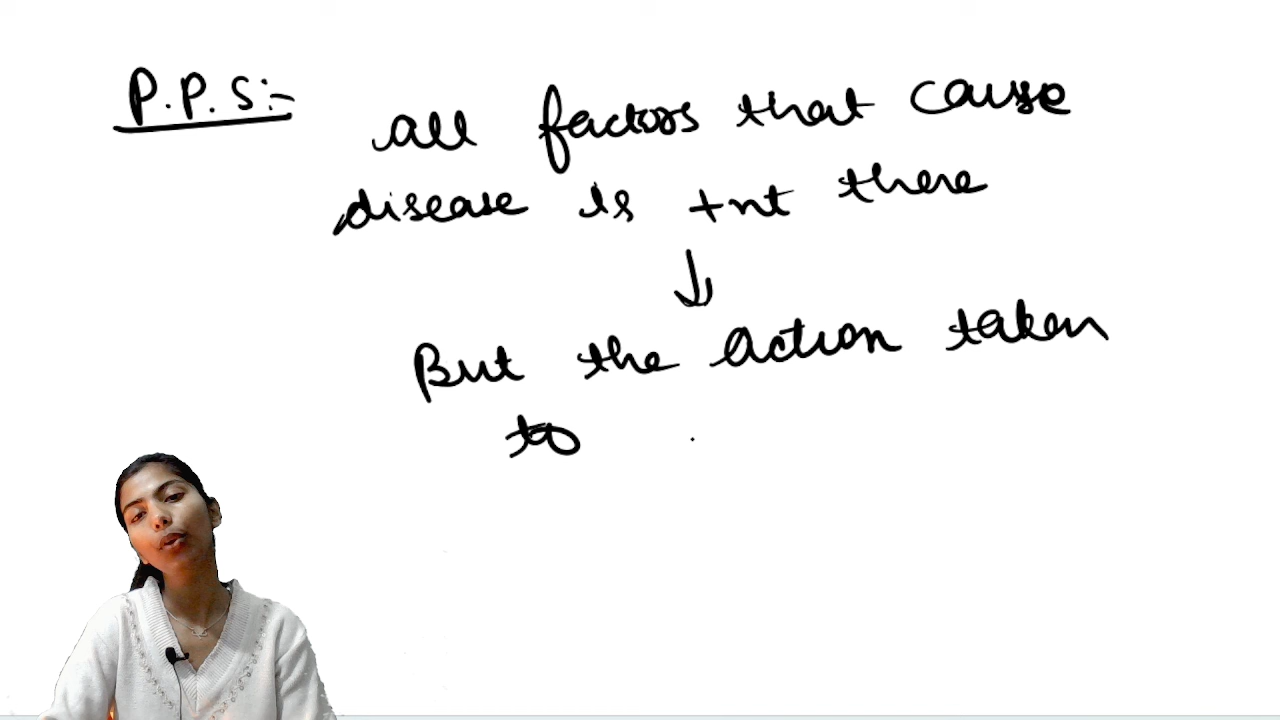 P.P.S:- all factors that cause
disease is +nt there
↓
But the action taken
to